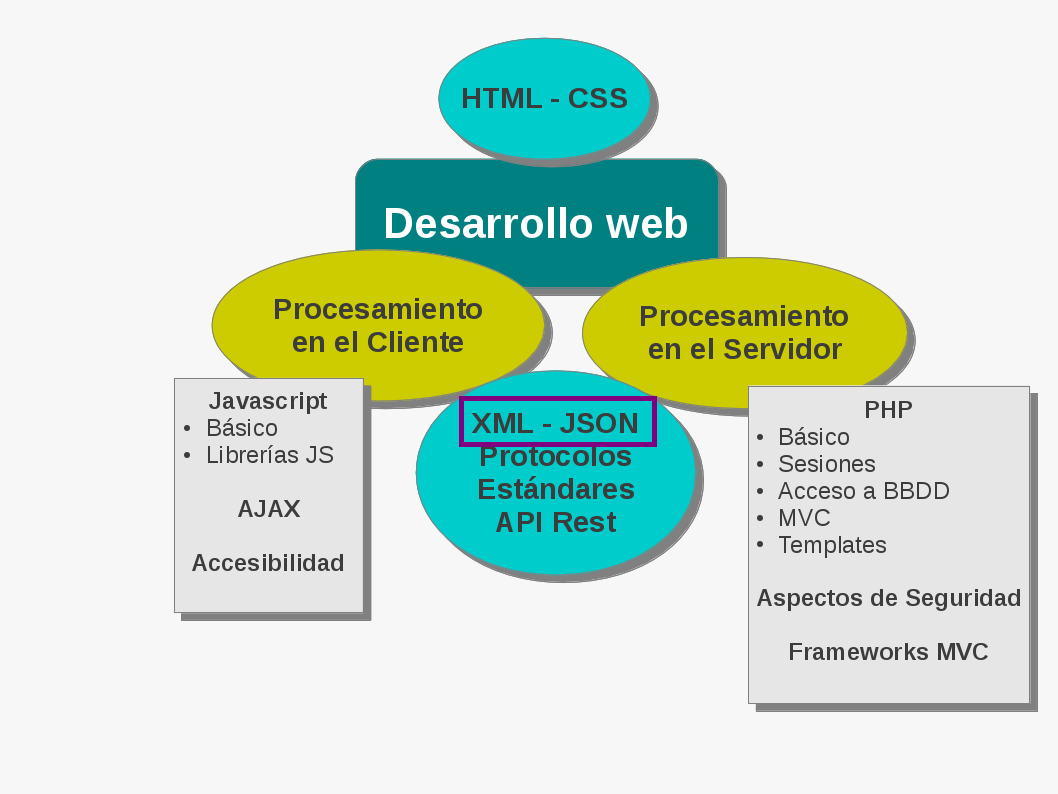 HTML - CSS
Desarrollo web
Procesamiento
en el Cliente
Procesamiento
en el Servidor
Javascript
• Básico
• Librerías JS
AJAX
Accesibilidad
XML - JSON
Protocolos
Estándares
API Rest
PHP
• Básico
• Sesiones
• Acceso a BBDD
• MVC
• Templates
Aspectos de Seguridad
Frameworks MVC